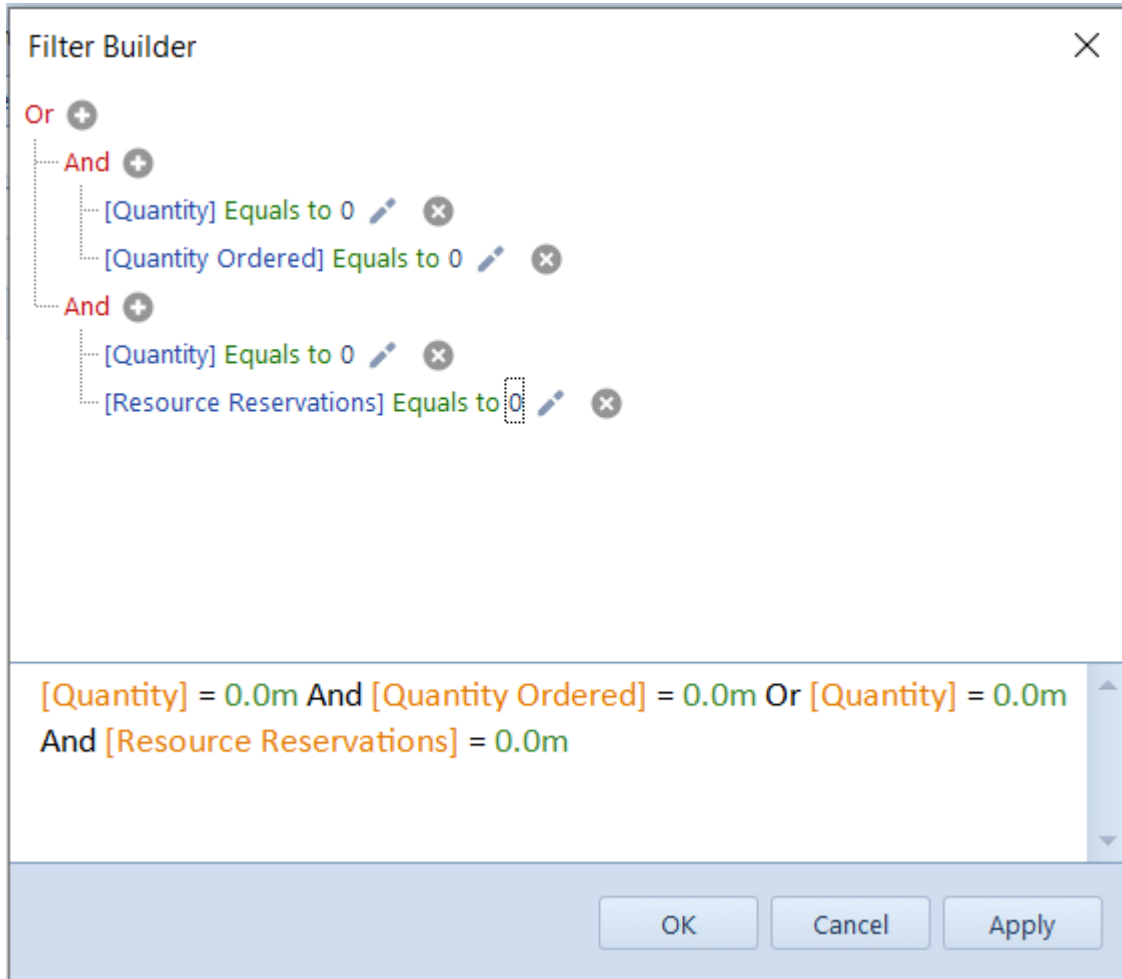 Filter Builder
Or
And
[Quantity] Equals to 0
[Quantity Ordered] Equals to 0
And
[Quantity] Equals to 0
[Resource Reservations] Equals to 0
[Quantity] = 0.0m And [Quantity Ordered] = 0.0m Or [Quantity] = 0.0m
And [Resource Reservations] = 0.0m
OK Cancel Apply